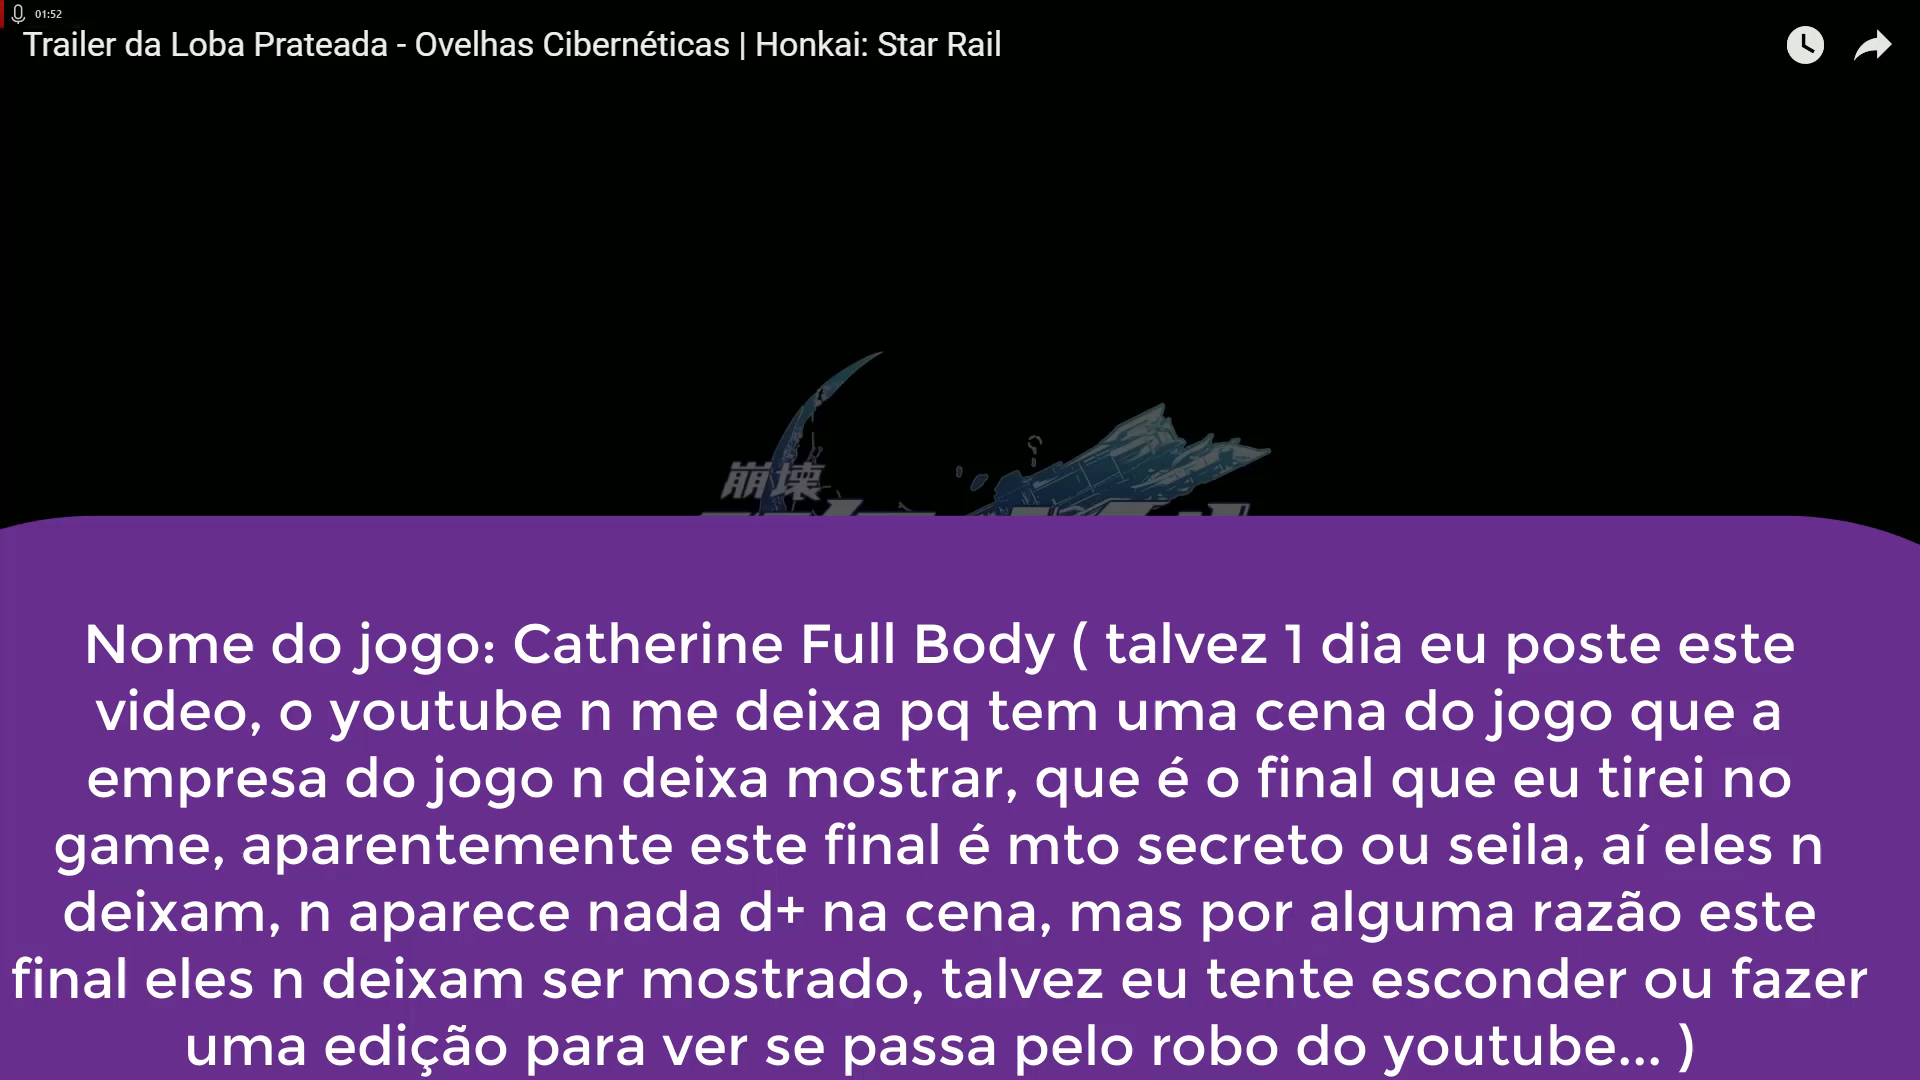 01:52
Trailer da Loba Prateada - Ovelhas Cibernéticas | Honkai: Star Rail
崩壊
Nome do jogo: Catherine Full Body ( talvez 1 dia eu poste este
video, o youtube n me deixa pq tem uma cena do jogo que a
empresa do jogo n deixa mostrar, que é o final que eu tirei no
game, aparentemente este final é mto secreto ou seila, aí eles n
deixam, n aparece nada d+ na cena, mas por alguma razão este
final eles n deixam ser mostrado, talvez eu tente esconder ou fazer
uma edição para ver se passa pelo robo do youtube... )